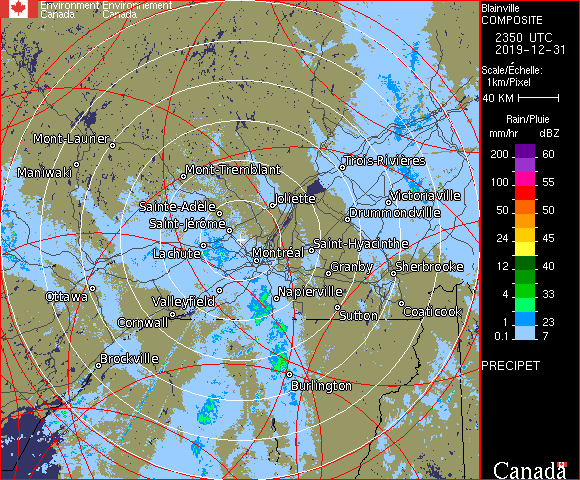 Environment Environnement
Canada Canada
Blainville
COMPOSITE
2350 UTC
2019-12-31
Scale/Échelle:
1km/Pixel
40 KM
Rain/Pluie
mm/hr dBZ
200 60
100 55
50 50
24 45
12 40
4 33
1 23
0.1 7
PRECIPET
Mont-Laurier
Maniwaki
Mont-Tremblant
Trois-Rivières
Joliette
Victoriaville
Sainte-Adèle
Drummondville
Saint-Jérôme
Saint-Hyacinthe
Lachute
Montréal
Granby
Sherbrooke
Ottawa
Valleyfield
Napierville
Cornwall
Sutton
Coaticook
Brockville
Burlington
Canada